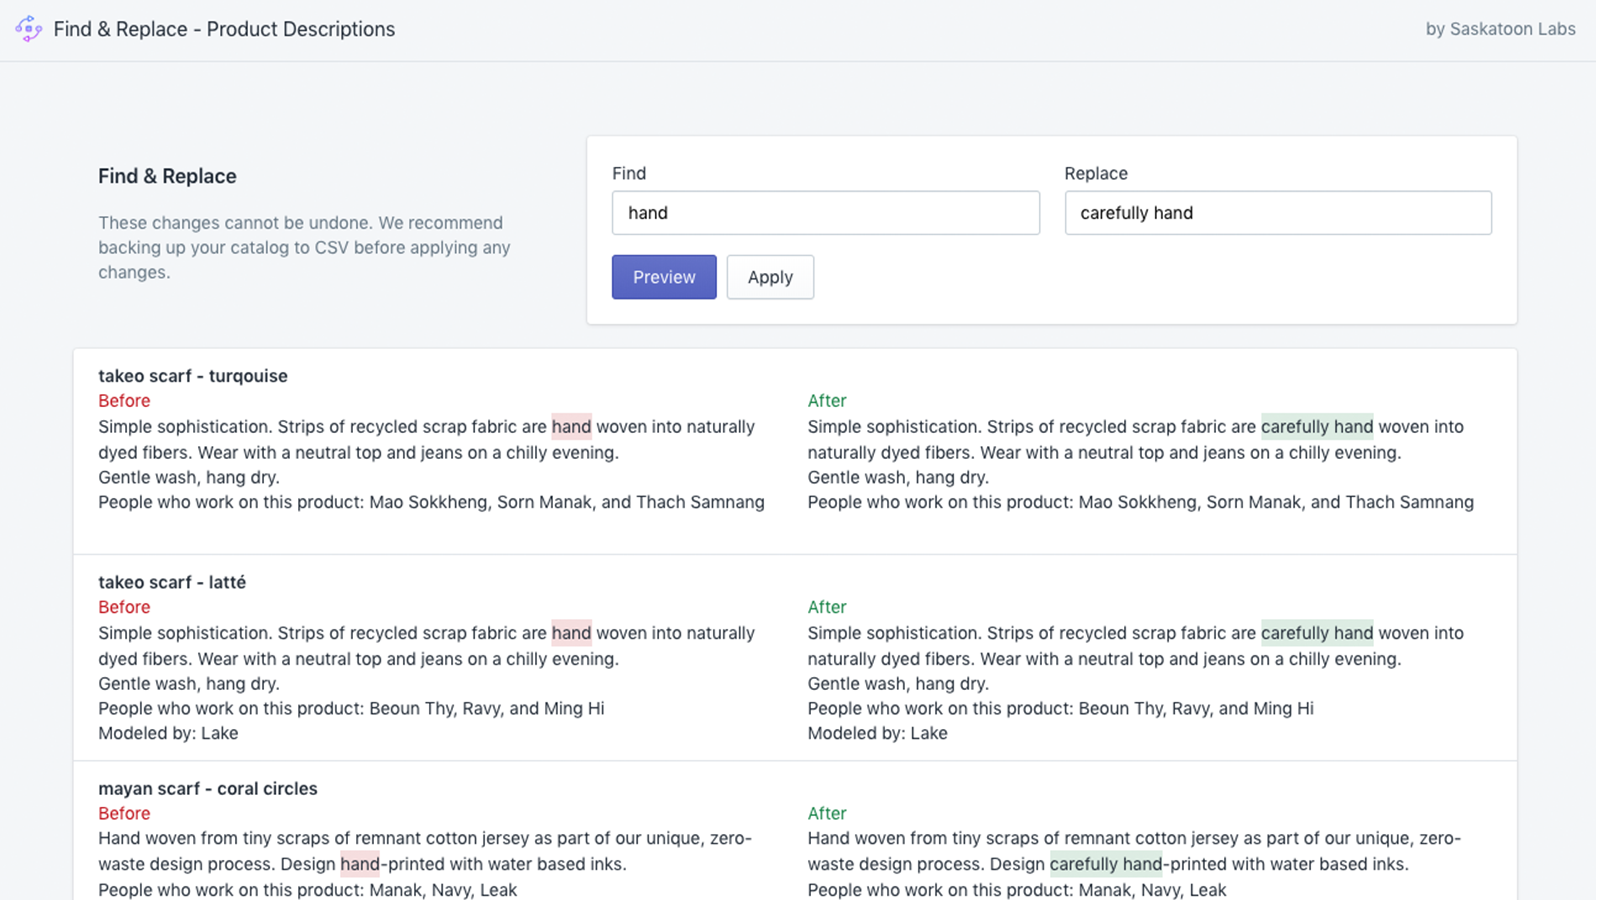 Find & Replace - Product Descriptions
by Saskatoon Labs
Find & Replace
These changes cannot be undone. We recommend
backing up your catalog to CSV before applying any
changes.
Find
Replace
hand
carefully hand
Preview
Apply
takeo scarf - turqouise
Before
Simple sophistication. Strips of recycled scrap fabric are hand woven into naturally
dyed fibers. Wear with a neutral top and jeans on a chilly evening.
Gentle wash, hang dry.
People who work on this product: Mao Sokkheng, Sorn Manak, and Thach Samnang
After
Simple sophistication. Strips of recycled scrap fabric are carefully hand woven into
naturally dyed fibers. Wear with a neutral top and jeans on a chilly evening.
Gentle wash, hang dry.
People who work on this product: Mao Sokkheng, Sorn Manak, and Thach Samnang
takeo scarf - latté
Before
Simple sophistication. Strips of recycled scrap fabric are hand woven into naturally
dyed fibers. Wear with a neutral top and jeans on a chilly evening.
Gentle wash, hang dry.
People who work on this product: Beoun Thy, Ravy, and Ming Hi
Modeled by: Lake
After
Simple sophistication. Strips of recycled scrap fabric are carefully hand woven into
naturally dyed fibers. Wear with a neutral top and jeans on a chilly evening.
Gentle wash, hang dry.
People who work on this product: Beoun Thy, Ravy, and Ming Hi
Modeled by: Lake
mayan scarf - coral circles
Before
Hand woven from tiny scraps of remnant cotton jersey as part of our unique, zero-
waste design process. Design hand-printed with water based inks.
People who work on this product: Manak, Navy, Leak
After
Hand woven from tiny scraps of remnant cotton jersey as part of our unique, zero-
waste design process. Design carefully hand-printed with water based inks.
People who work on this product: Manak, Navy, Leak